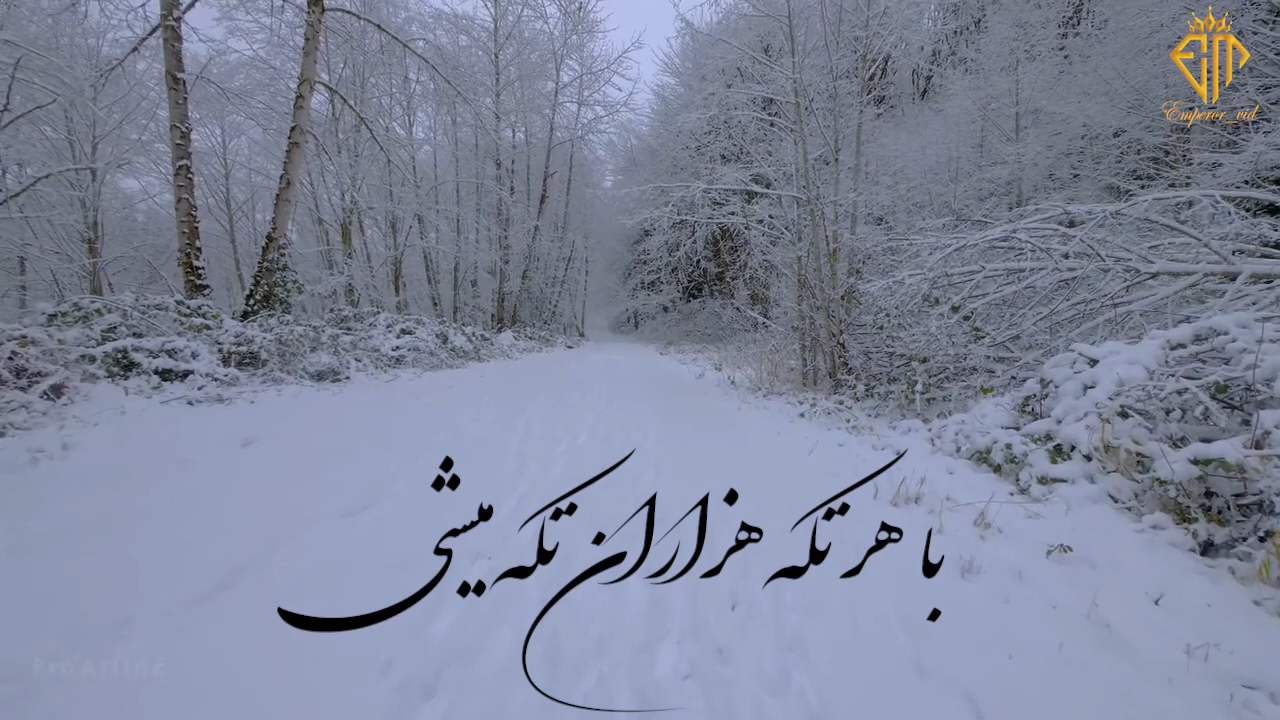 Emperor_vid
با هر تکه هزاران تکه میشی